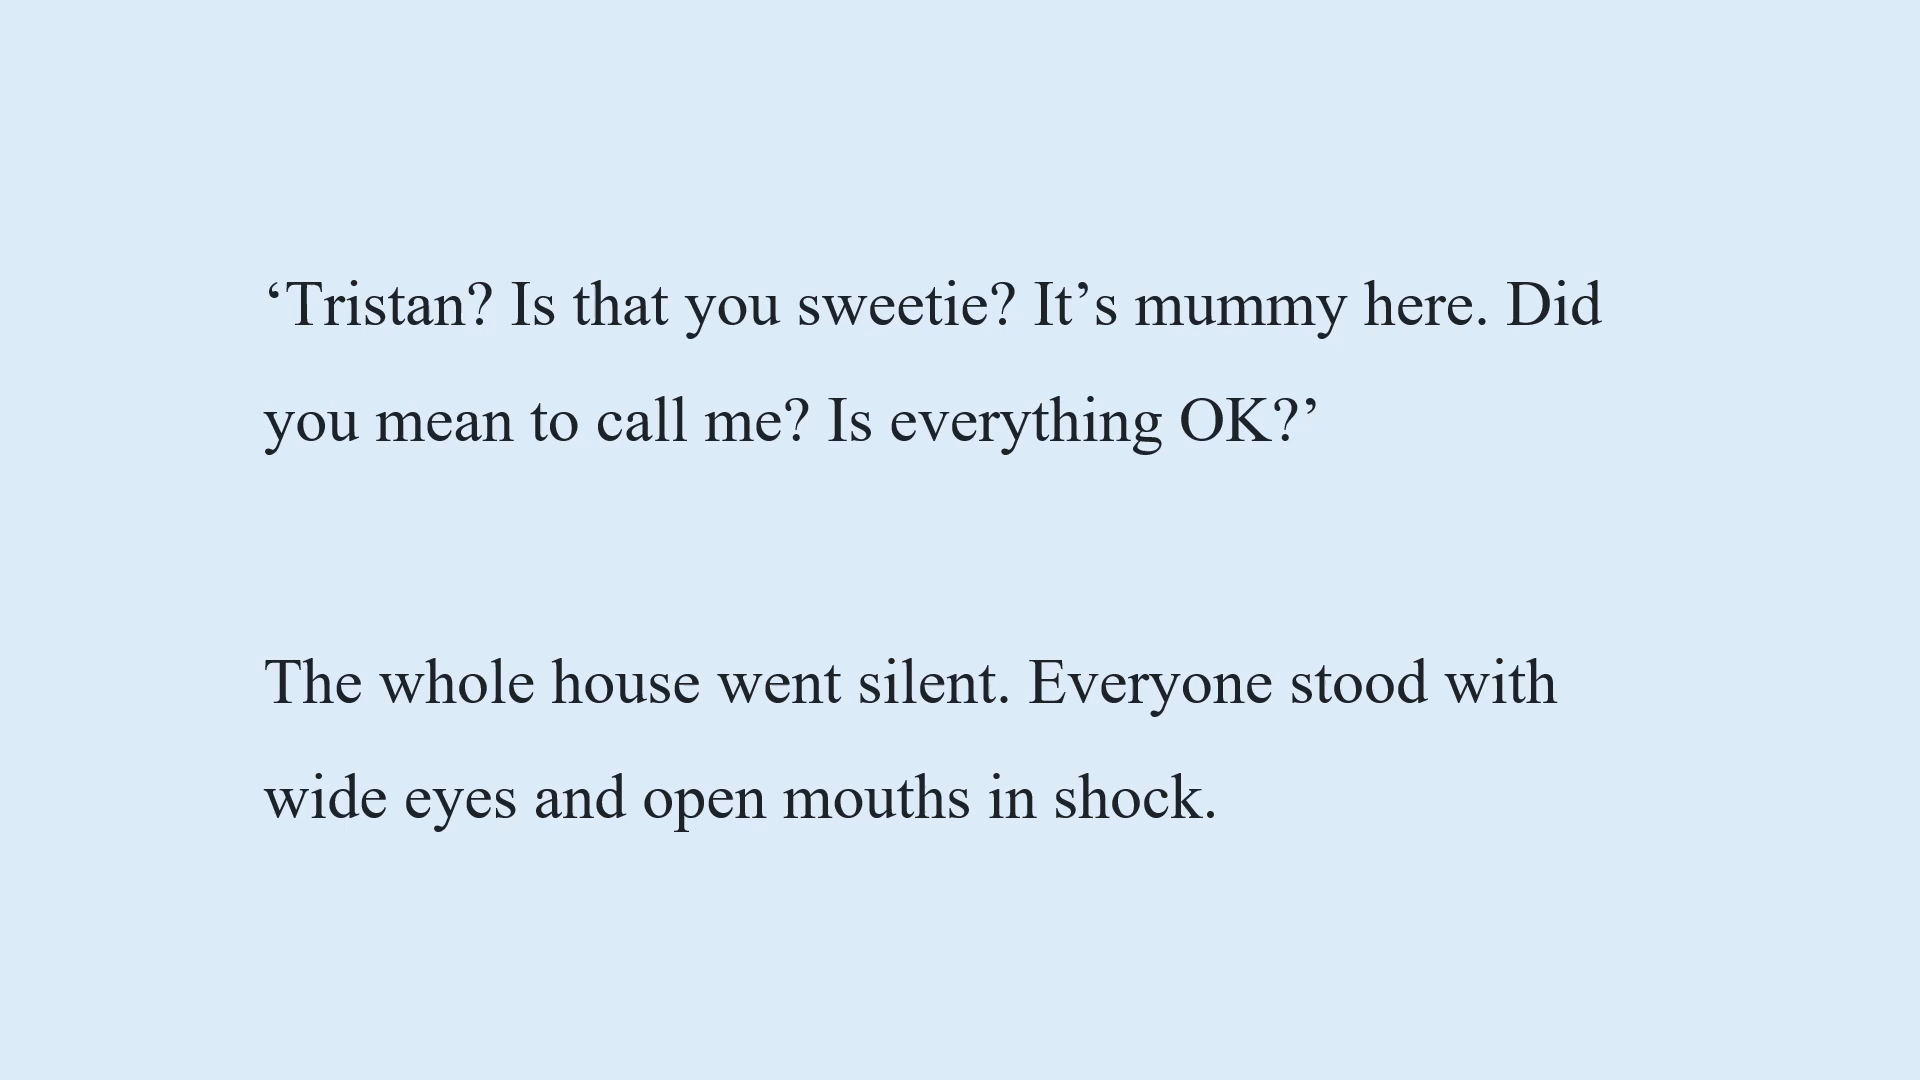 ‘Tristan? Is that you sweetie? It’s mummy here. Did
you mean to call me? Is everything OK?’
The whole house went silent. Everyone stood with
wide eyes and open mouths in shock.